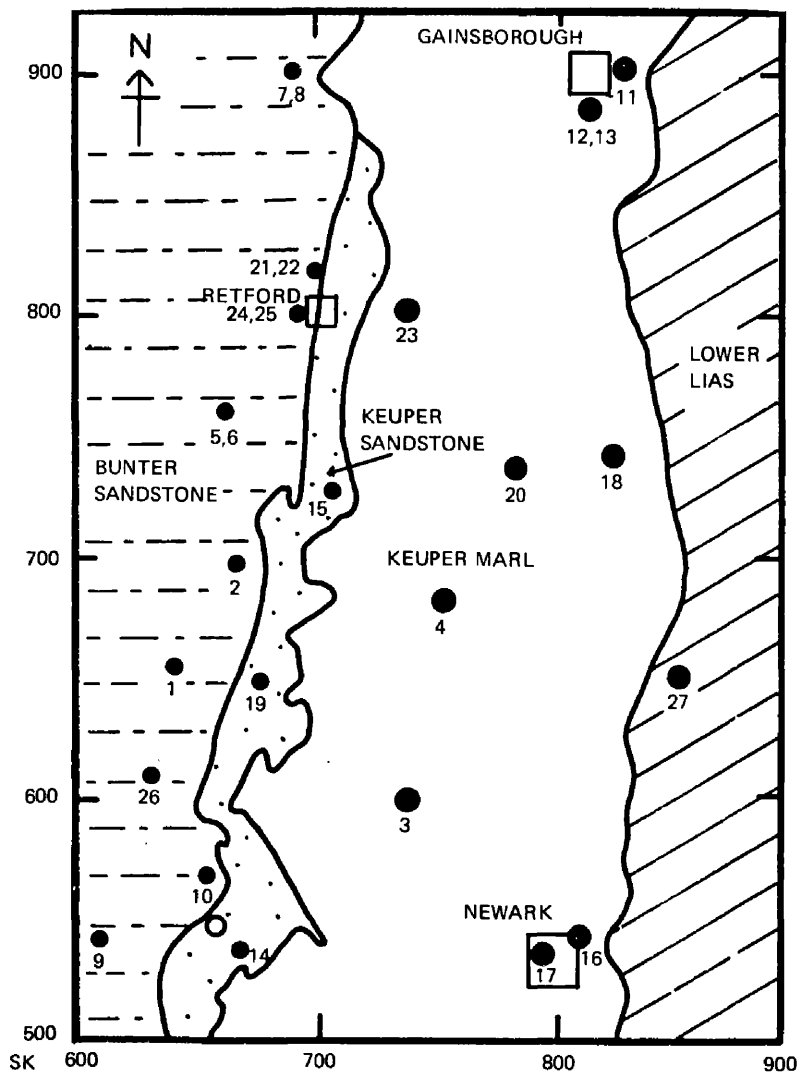 GAINSBOROUGH
N
900
7,8
11
12,13
21,22
RETFORD
800
24,25
23
LOWER
LIAS
KEUPER
SANDSTONE
5,6
BUNTER
SANDSTONE
20
18
15
700
KEUPER MARL
2
4
1
19
27
600
26
3
10
NEWARK
9
14
16
17
500
SK
600
700
800
900